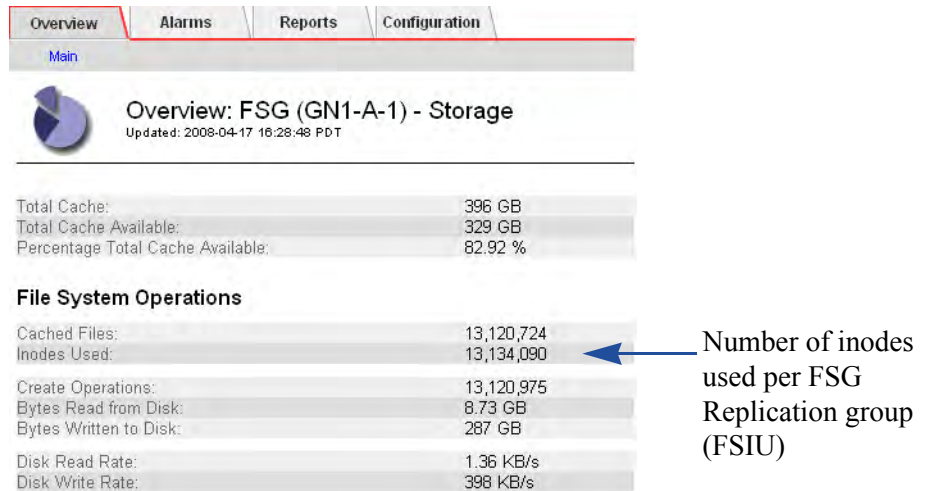 Overview Alarms Reports Configuration
Main
Overview: FSG (GN1-A-1) - Storage
Updated: 2008-04-17 16:28:48 PDT
Total Cache: 396 GB
Total Cache Available: 329 GB
Percentage Total Cache Available: 82.92 %
File System Operations
Cached Files: 13,120,724
Inodes Used: 13,134,090
Create Operations: 13,120,975
Bytes Read from Disk: 8.73 GB
Bytes Written to Disk: 287 GB
Disk Read Rate: 1.36 KB/s
Disk Write Rate: 398 KB/s
Number of inodes
used per FSG
Replication group
(FSIU)